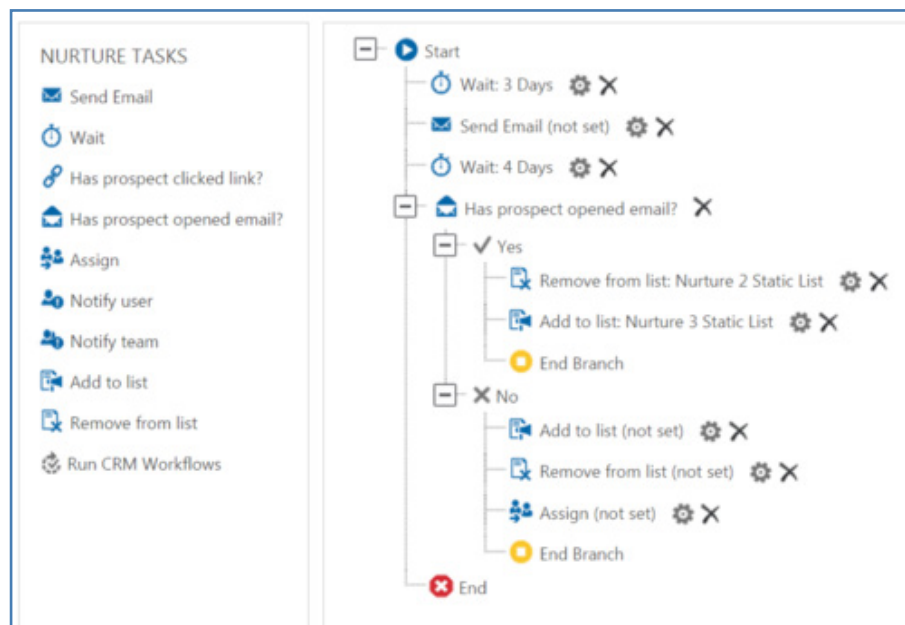 NURTURE TASKS
Send Email
Wait
Has prospect clicked link?
Has prospect opened email?
Assign
Notify user
Notify team
Add to list
Remove from list
Run CRM Workflows
Start
Wait: 3 Days
Send Email (not set)
Wait: 4 Days
Has prospect opened email?
Yes
Remove from list: Nurture 2 Static List
Add to list: Nurture 3 Static List
End Branch
No
Add to list (not set)
Remove from list (not set)
Assign (not set)
End Branch
End